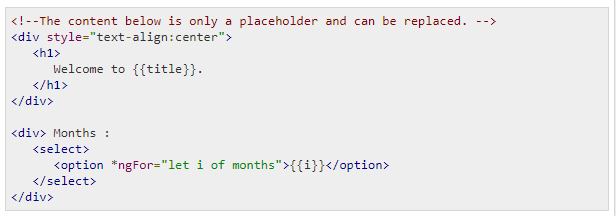 <!--The content below is only a placeholder and can be replaced. -->
<div style="text-align:center">
   <h1>
      Welcome to {{title}}.
   </h1>
</div>

<div> Months :
   <select>
      <option *ngFor="let i of months">{{i}}</option>
   </select>
</div>